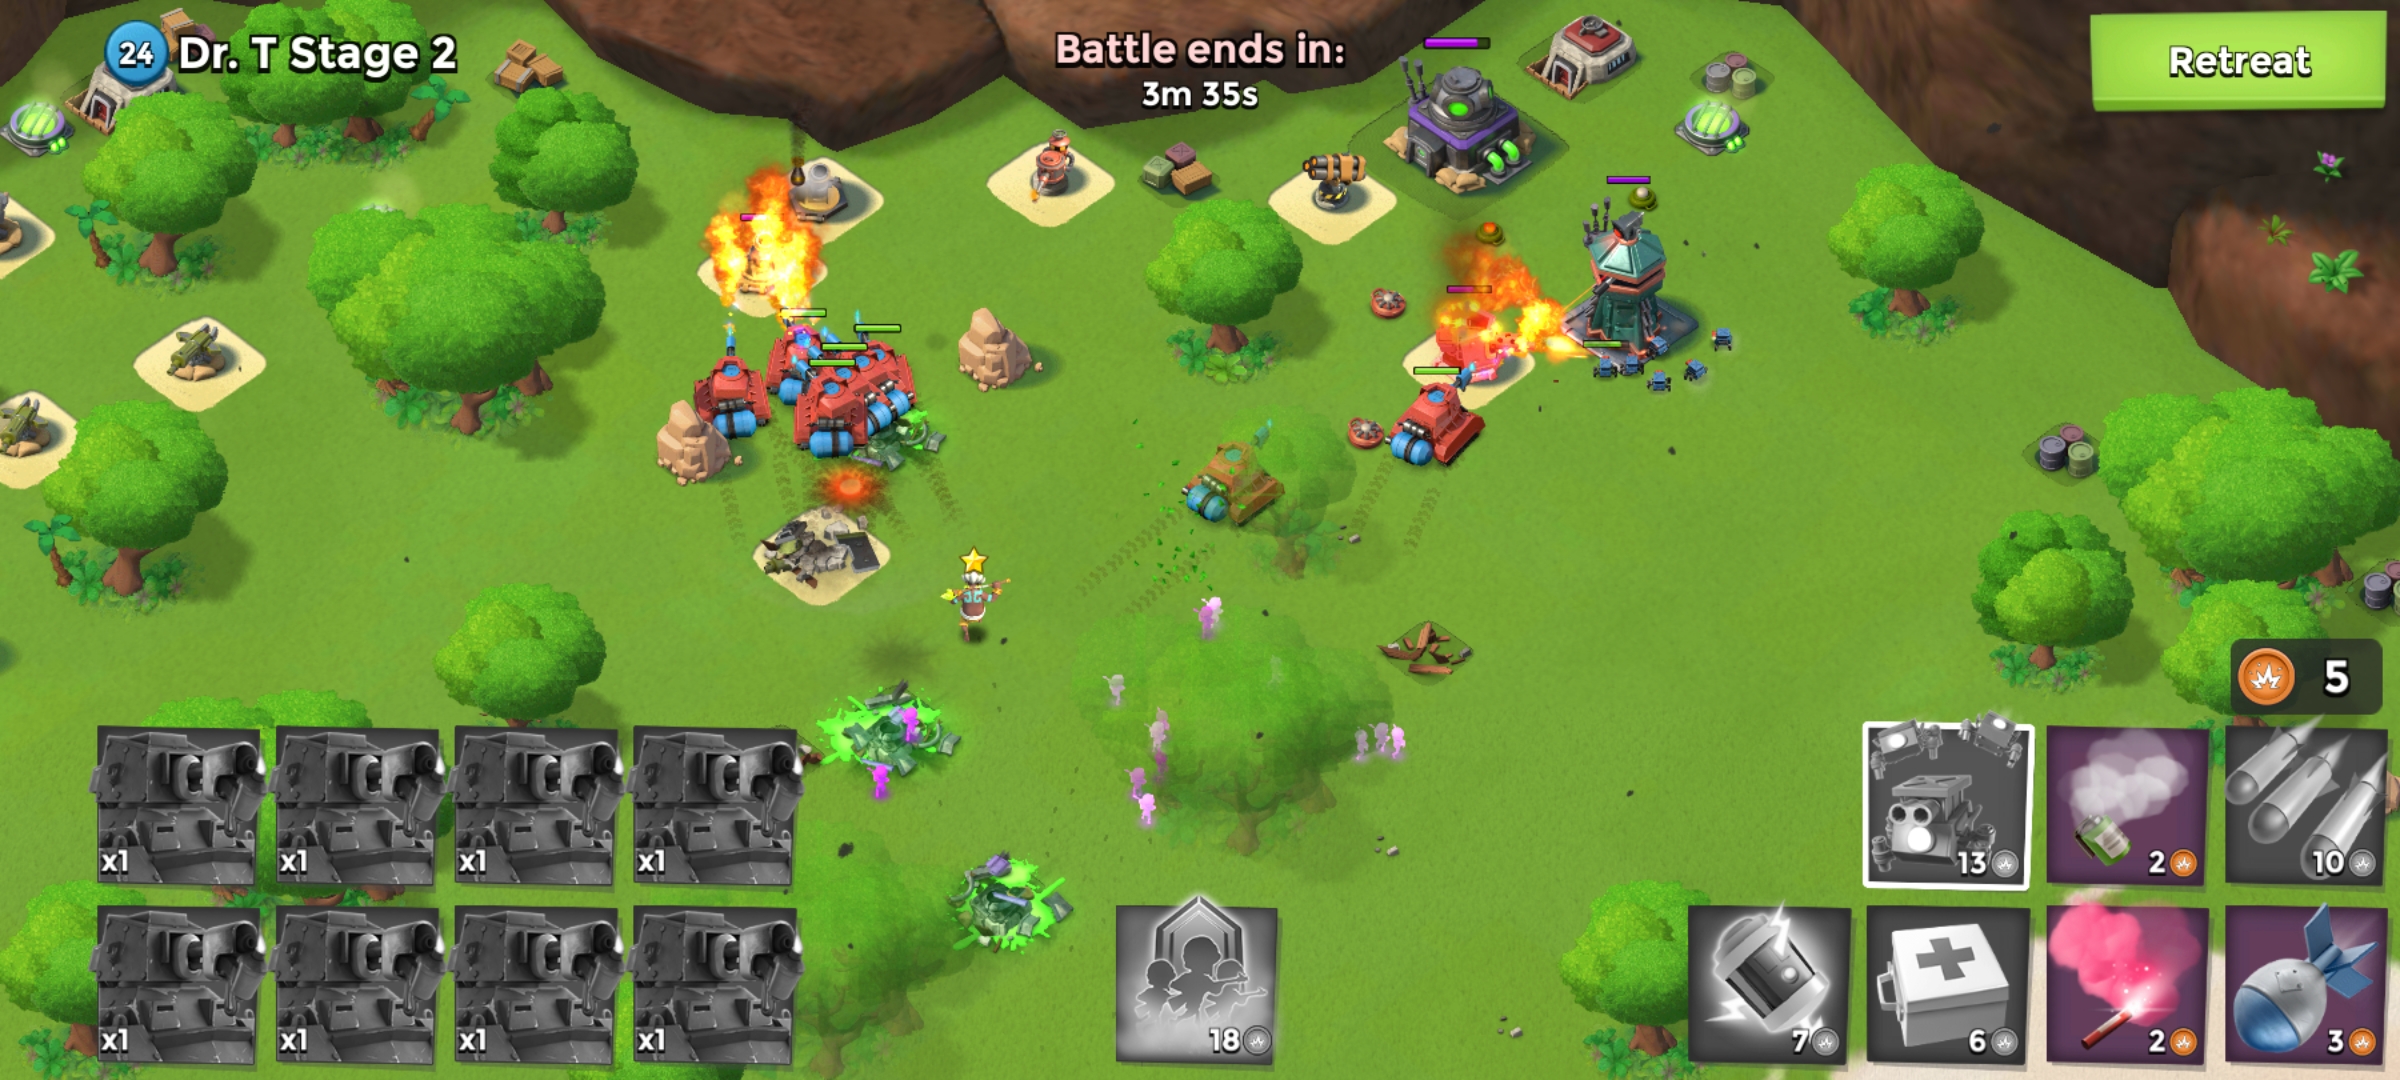 24 Dr. T Stage 2
Battle ends in:
3m 35s
Retreat
5
x1 x1 x1 x1
13 2 10
x1 x1 x1 x1
18
7 6 2 3